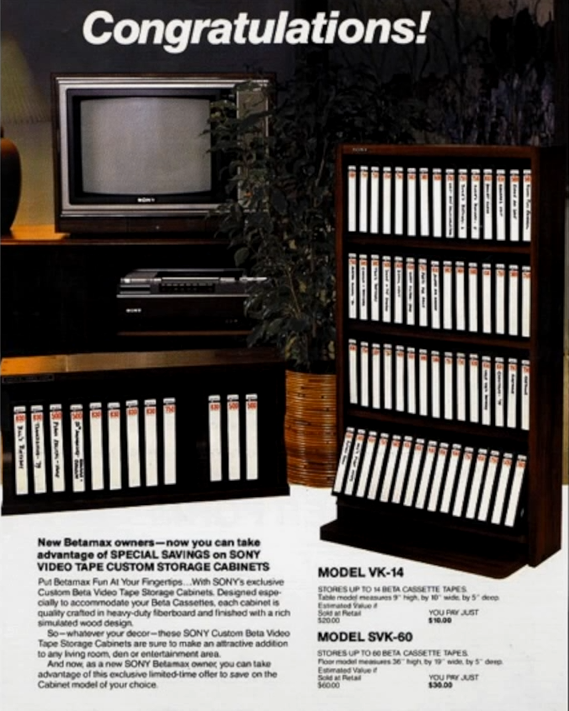 Congratulations!
SONY
SONY
SONY
New Betamax owners—now you can take
advantage of SPECIAL SAVINGS on SONY
VIDEO TAPE CUSTOM STORAGE CABINETS
Put Betamax Fun At Your Fingertips...With SONY's exclusive
Custom Beta Video Tape Storage Cabinets. Designed espe-
cially to accommodate your Beta Cassettes, each cabinet is
quality crafted in heavy-duty fiberboard and finished with a rich
simulated wood design.
So—whatever your decor—these SONY Custom Beta Video
Tape Storage Cabinets are sure to make an attractive addition
to any living room, den or entertainment area.
And now, as a new SONY Betamax owner, you can take
advantage of this exclusive limited-time offer to save on the
Cabinet model of your choice.
MODEL VK-14
STORES UP TO 14 BETA CASSETTE TAPES.
Table model measures 9" high, by 19" wide, by 5" deep.
Estimated Value if
Sold at Retail YOU PAY JUST
$20.00 $10.00
MODEL SVK-60
STORES UP TO 60 BETA CASSETTE TAPES.
Floor model measures 36" high, by 19" wide, by 5" deep.
Estimated Value if
Sold at Retail YOU PAY JUST
$60.00 $30.00